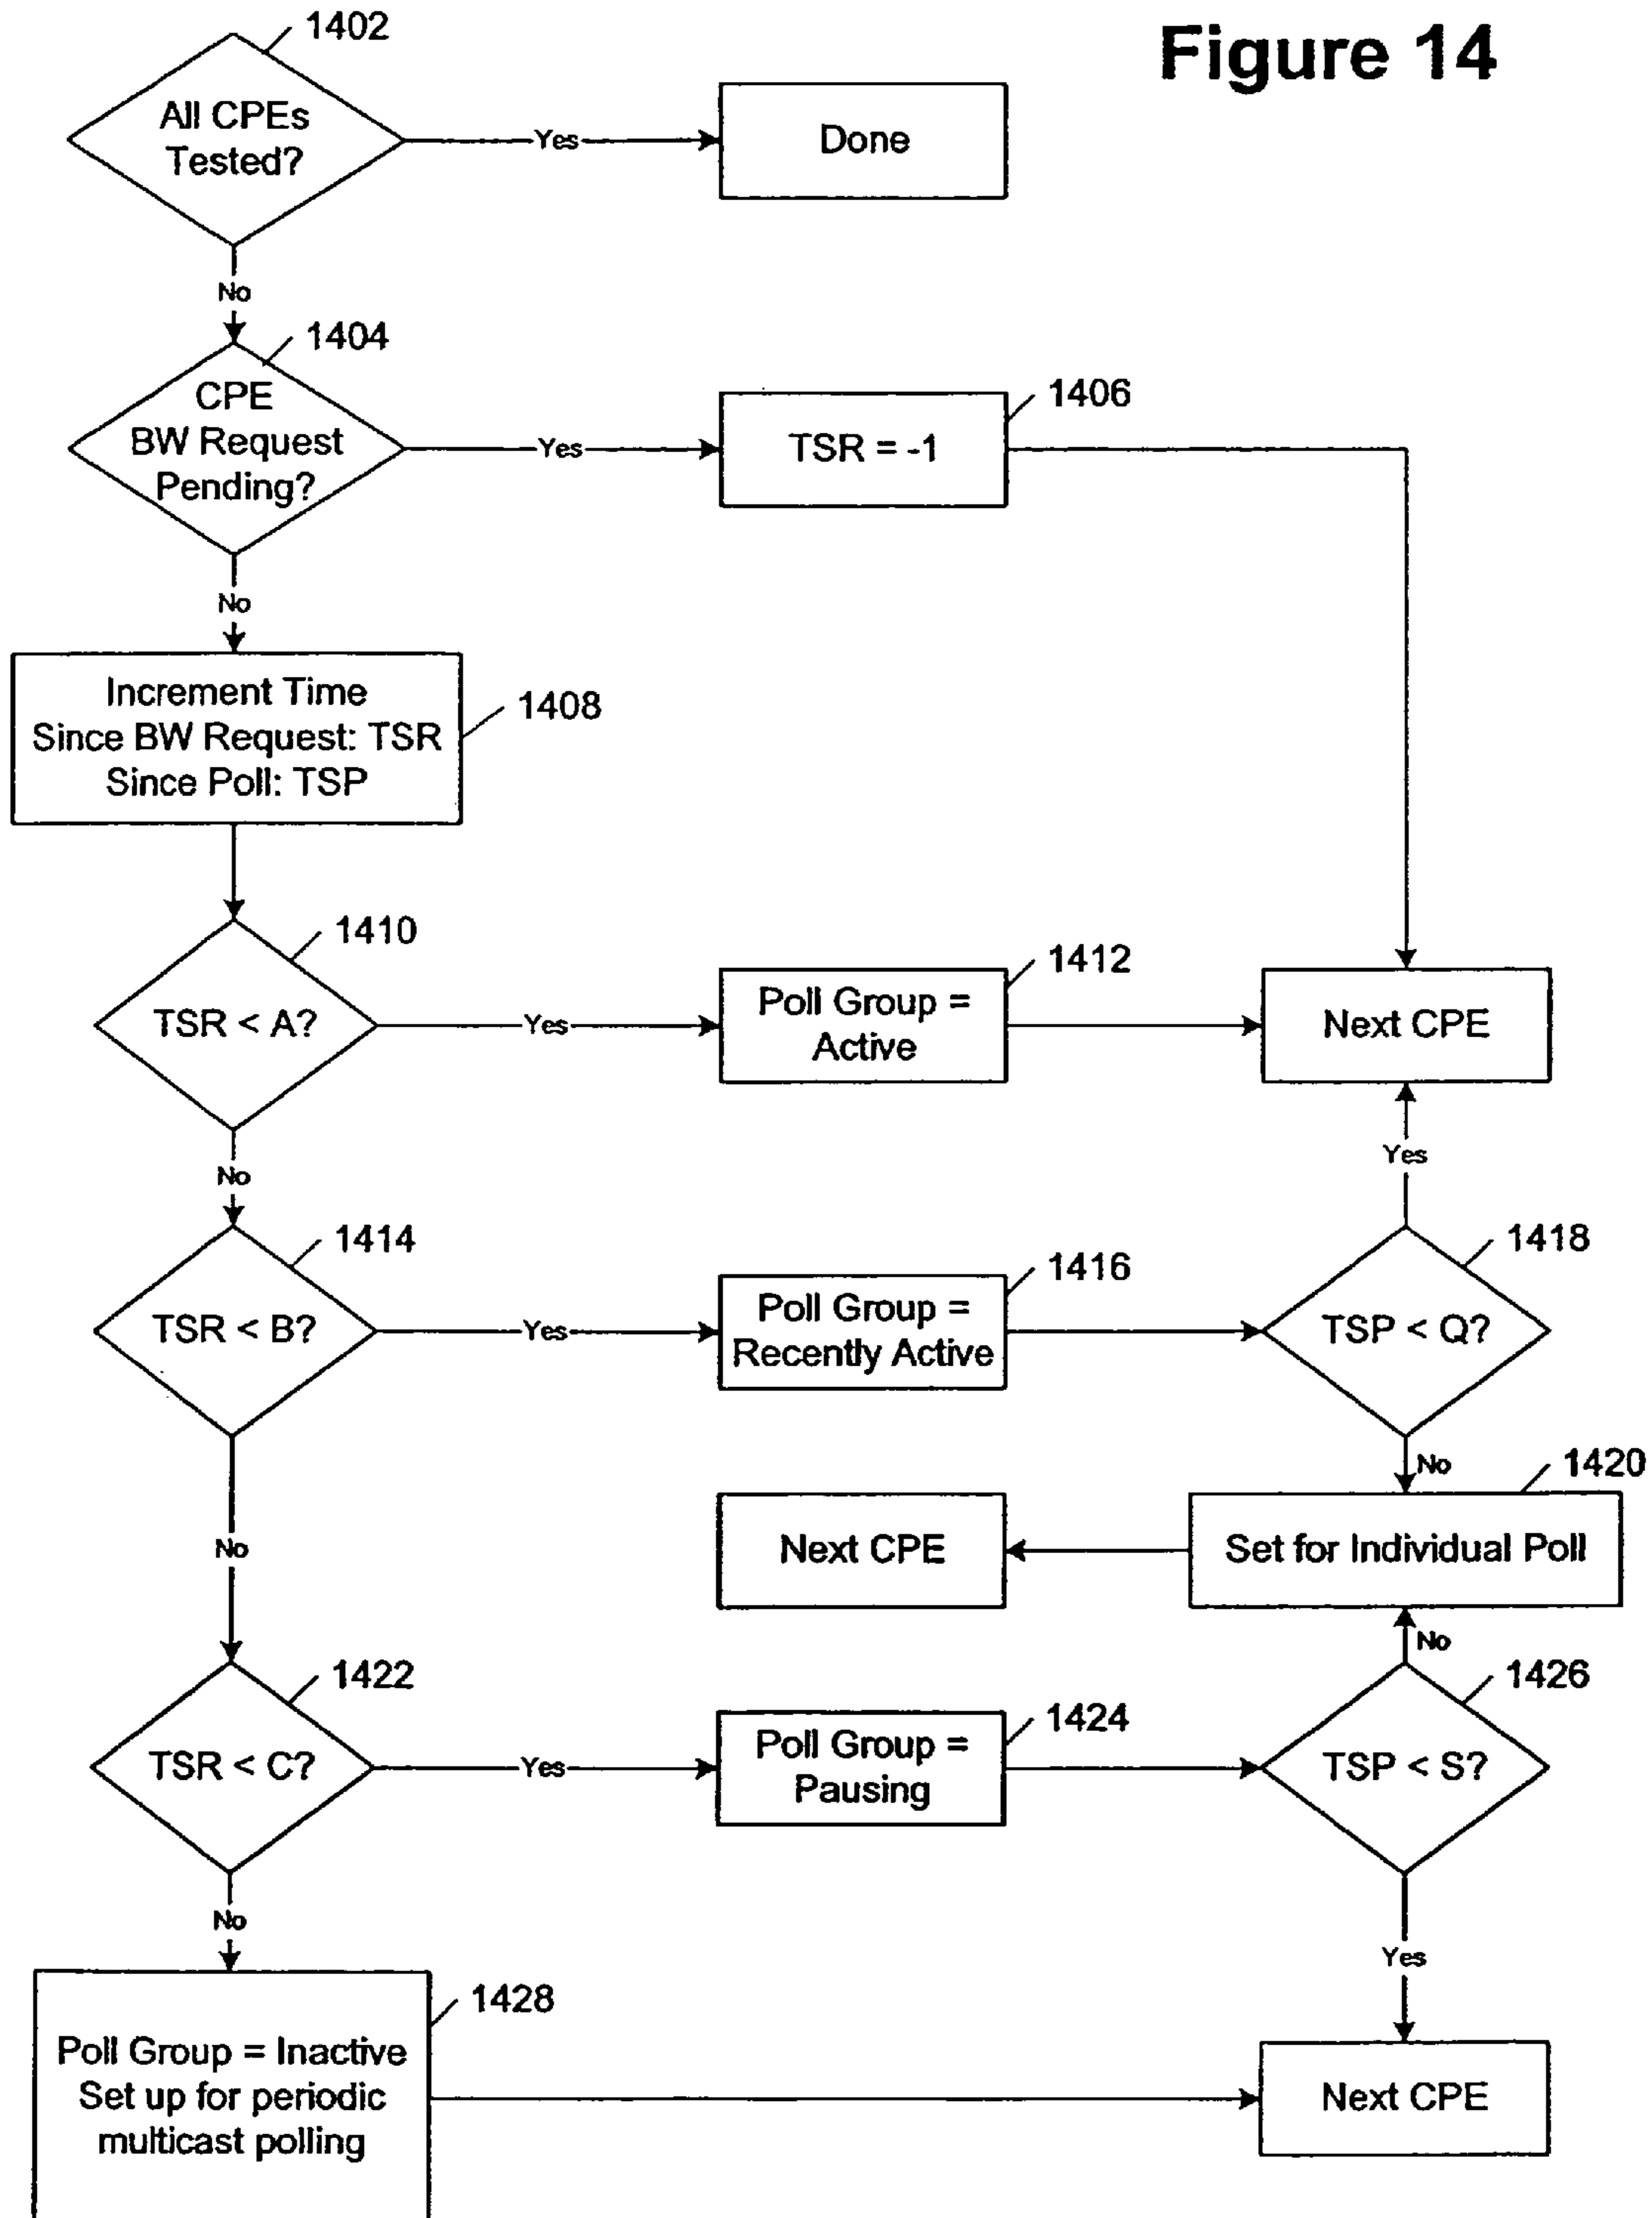 Figure 14
1402
All CPEs
Tested?
Yes
Done
No
1404
CPE
BW Request
Pending?
Yes
1406
TSR = -1
No
Increment Time
Since BW Request: TSR
Since Poll: TSP
1408
1410
TSR < A?
Yes
1412
Poll Group =
Active
Next CPE
No
Yes
1414
TSR < B?
Yes
1416
Poll Group =
Recently Active
1418
TSP < Q?
No
1420
Set for Individual Poll
Next CPE
No
No
1422
TSR < C?
Yes
1424
Poll Group =
Pausing
1426
TSP < S?
No
Yes
1428
Poll Group = Inactive
Set up for periodic
multicast polling
Next CPE